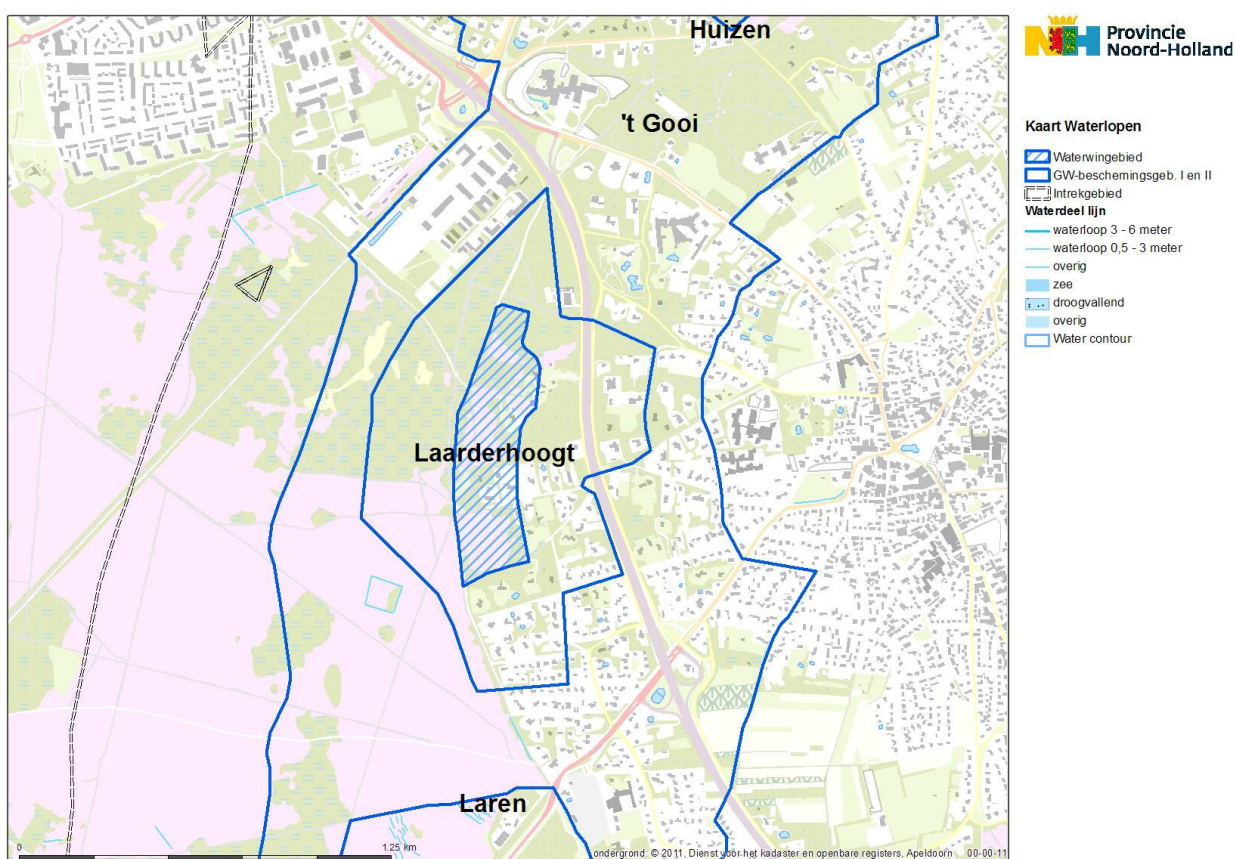 Huizen
't Gooi
Laarderhoogt
Laren
0
1.25 km
ondergrond: © 2011, Dienst voor het kadaster en openbare registers, Apeldoorn
00-00-11
NH
Provincie
Noord-Holland
Kaart Waterlopen
Waterwingebied
GW-beschemingsgeb. I en II
Intrekgebied
Waterdeel lijn
waterloop 3 - 6 meter
waterloop 0,5 - 3 meter
overig
zee
droogvallend
overig
Water contour